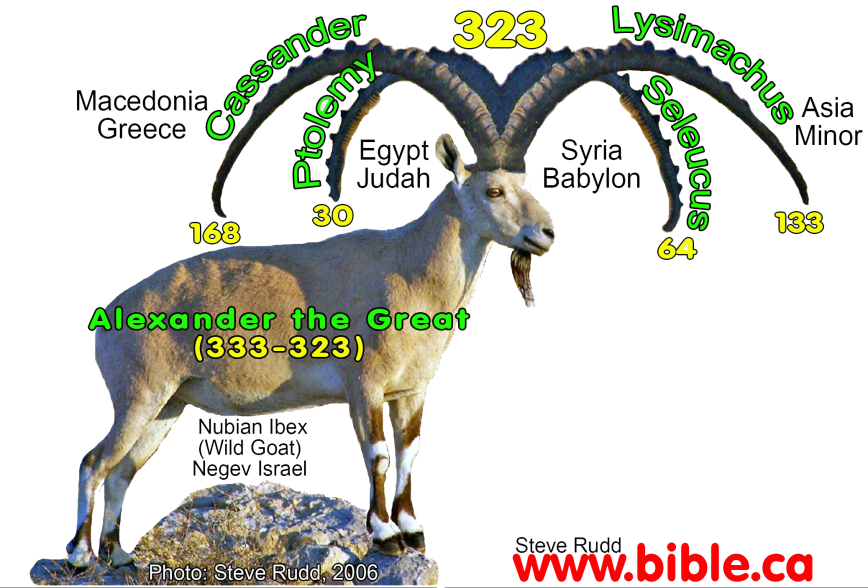 323
Cassander
Lysimachus
Ptolemy
Seleucus
Macedonia
Greece
Egypt
Judah
Syria
Babylon
Asia
Minor
168
30
64
133
Alexander the Great
(333-323)
Nubian Ibex
(Wild Goat)
Negev Israel
Photo: Steve Rudd, 2006
Steve Rudd
www.bible.ca